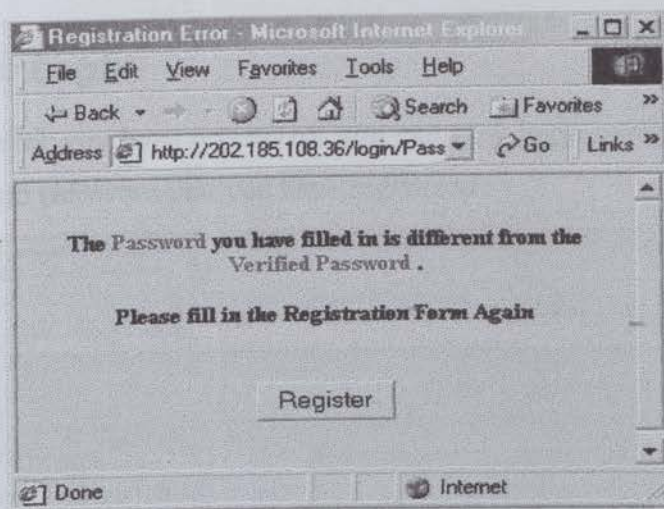 Registration Error - Microsoft Internet Explorer
File Edit View Favorites Tools Help
Back Search Favorites »
Address http://202.185.108.36/login/Pass Go Links »
The Password you have filled in is different from the
Verified Password .
Please fill in the Registration Form Again
Register
Done Internet